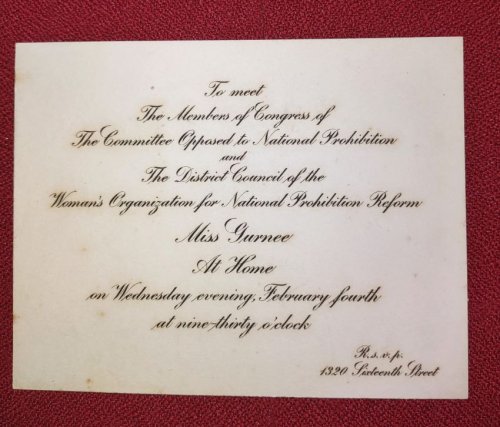 To meet
The Members of Congress of
The Committee Opposed to National Prohibition
and
The District Council of the
Woman's Organization for National Prohibition Reform
Miss Gurnee
At Home
on Wednesday evening, February fourth
at nine-thirty o'clock
R.s.v.p.
1320 Sixteenth Street